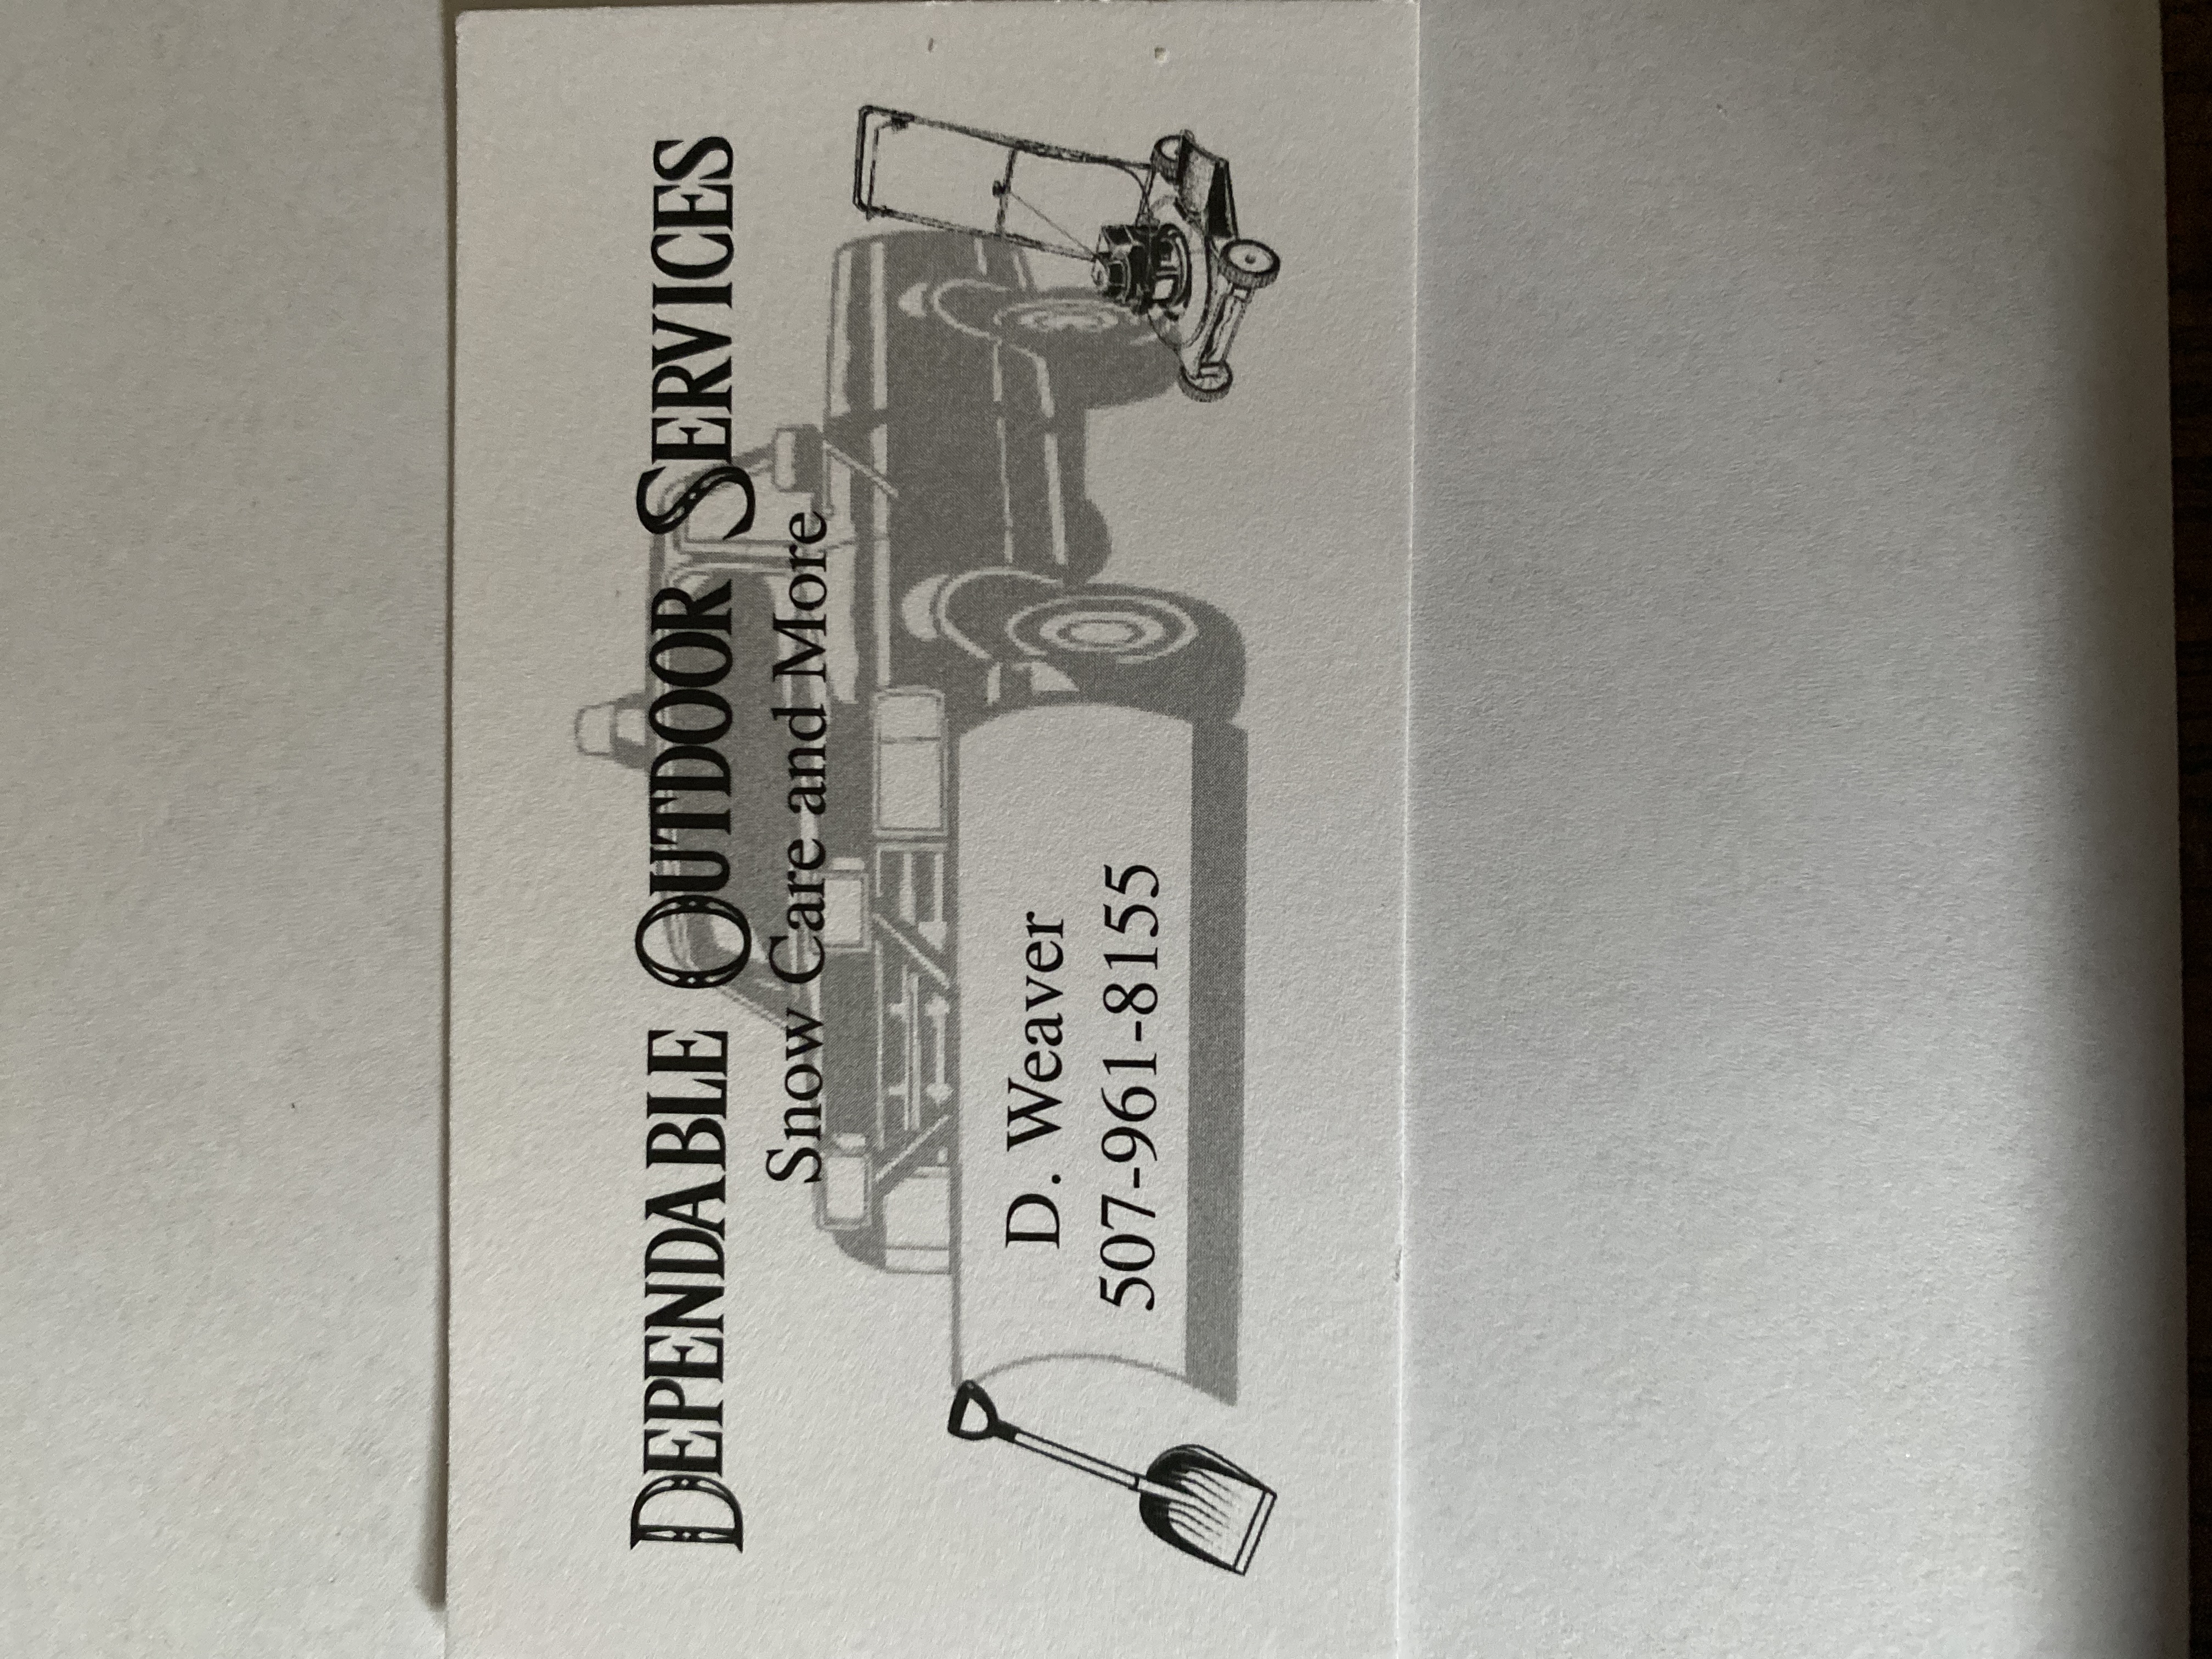 DEPENDABLE OUTDOOR SERVICES
Snow Care and More
D. Weaver
507-961-8155